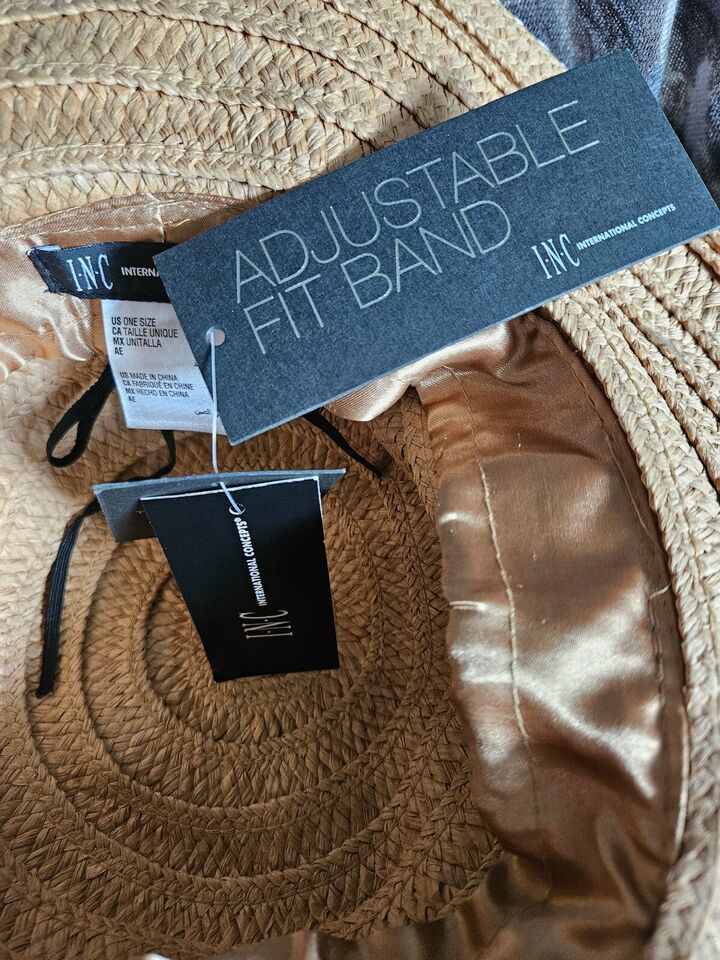 ADJUSTABLE
FIT BAND
I·N·C INTERNATIONAL CONCEPTS
I·N·C
US ONE SIZE
CA TAILLE UNIQUE
MX UNITALLA
AE
US MADE IN CHINA
CA FABRIQUÉ EN CHINE
MX HECHO EN CHINA
AE
I·N·C INTERNATIONAL CONCEPTS®